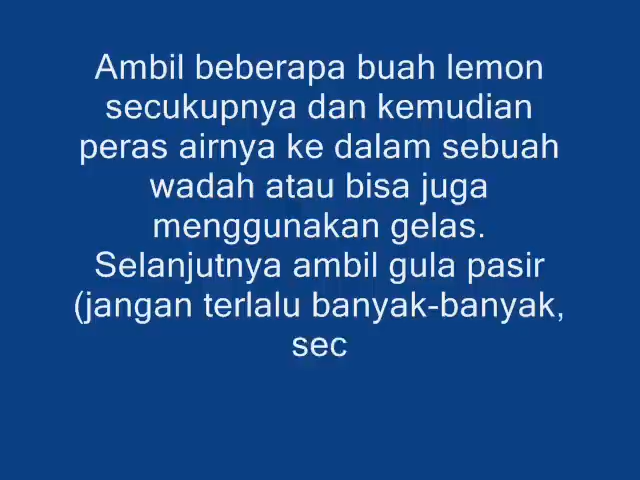 Ambil beberapa buah lemon
secukupnya dan kemudian
peras airnya ke dalam sebuah
wadah atau bisa juga
menggunakan gelas.
Selanjutnya ambil gula pasir
(jangan terlalu banyak-banyak,
sec